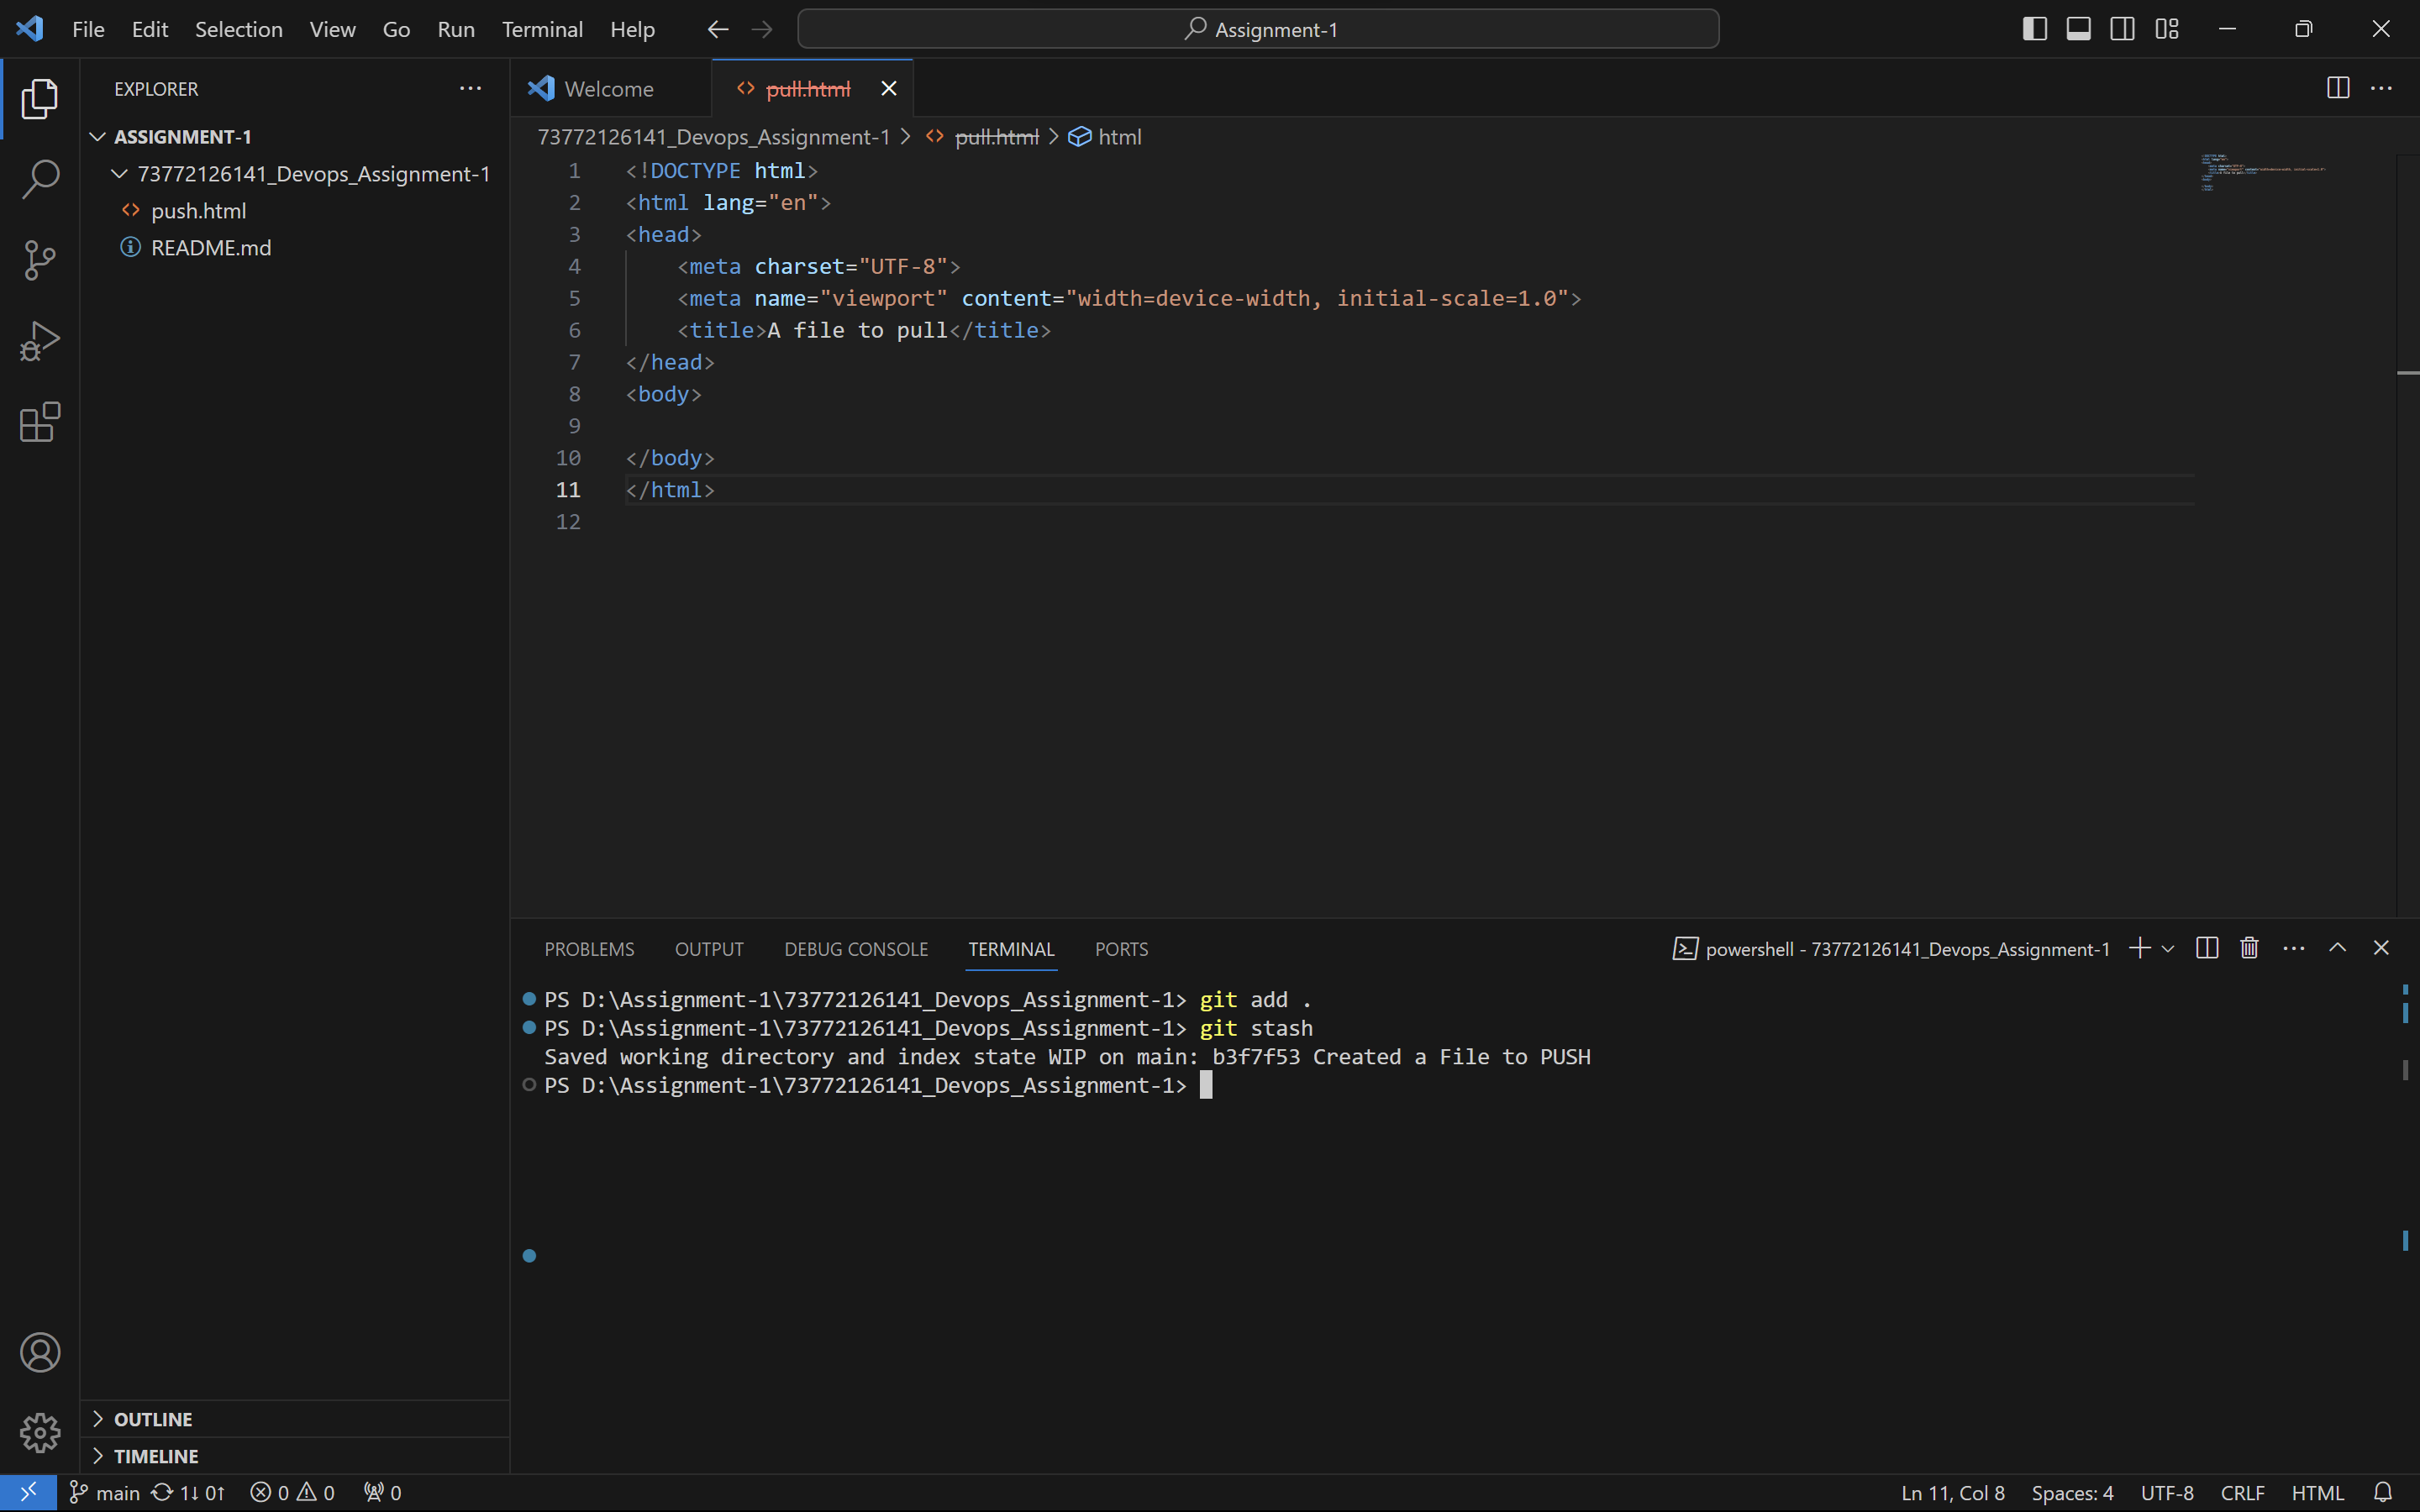 File Edit Selection View Go Run Terminal Help Assignment-1
EXPLORER
ASSIGNMENT-1
73772126141_Devops_Assignment-1
push.html
README.md
Welcome pull.html
73772126141_Devops_Assignment-1 > pull.html > html
1 <!DOCTYPE html>
2 <html lang="en">
3 <head>
4 <meta charset="UTF-8">
5 <meta name="viewport" content="width=device-width, initial-scale=1.0">
6 <title>A file to pull</title>
7 </head>
8 <body>
9
10 </body>
11 </html>
12
PROBLEMS OUTPUT DEBUG CONSOLE TERMINAL PORTS powershell - 73772126141_Devops_Assignment-1
PS D:\Assignment-1\73772126141_Devops_Assignment-1> git add .
PS D:\Assignment-1\73772126141_Devops_Assignment-1> git stash
Saved working directory and index state WIP on main: b3f7f53 Created a File to PUSH
PS D:\Assignment-1\73772126141_Devops_Assignment-1>
OUTLINE
TIMELINE
main 1↓ 0↑ 0 0 0 Ln 11, Col 8 Spaces: 4 UTF-8 CRLF HTML